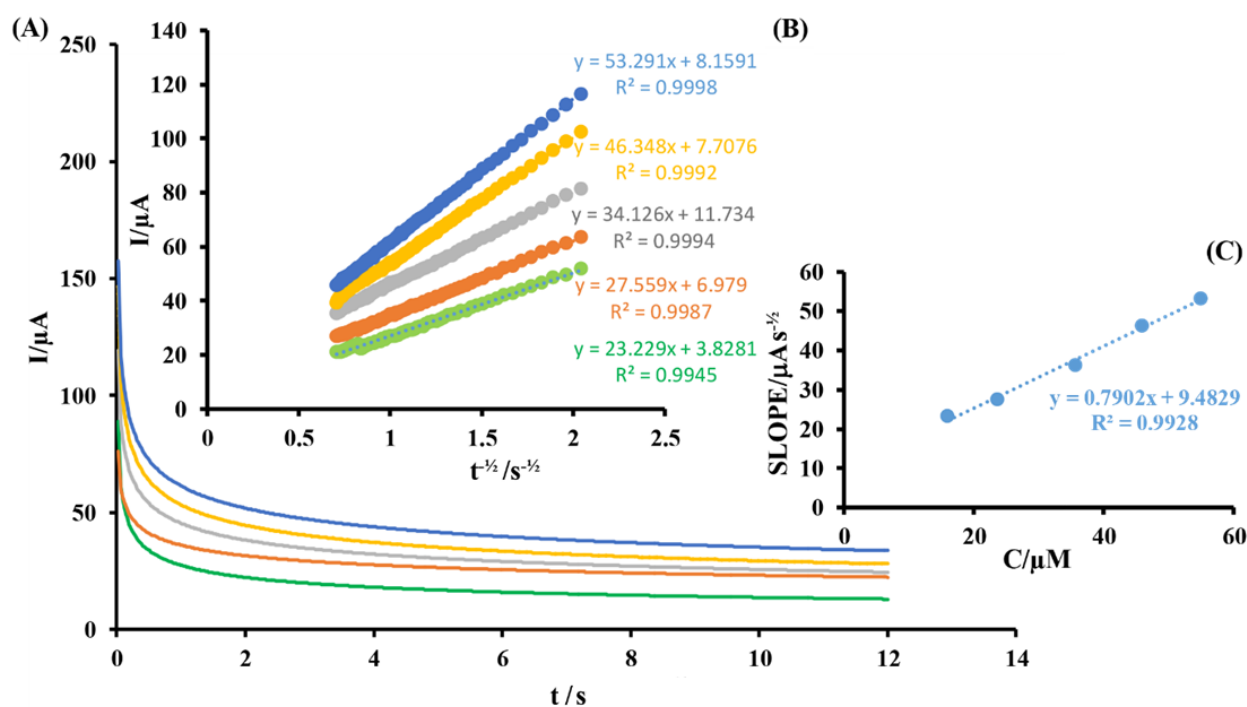 (A)
I/µA
250
200
150
100
50
0
0 2 4 6 8 10 12 14
t /s
(B)
I/µA
140
120
100
80
60
40
20
0
0 0.5 1 1.5 2 2.5
t⁻½ /s⁻½
y = 53.291x + 8.1591
R² = 0.9998
y = 46.348x + 7.7076
R² = 0.9992
y = 34.126x + 11.734
R² = 0.9994
y = 27.559x + 6.979
R² = 0.9987
y = 23.229x + 3.8281
R² = 0.9945
(C)
SLOPE/µA s⁻½
60
50
40
30
20
10
0
0 20 40 60
C/µM
y = 0.7902x + 9.4829
R² = 0.9928